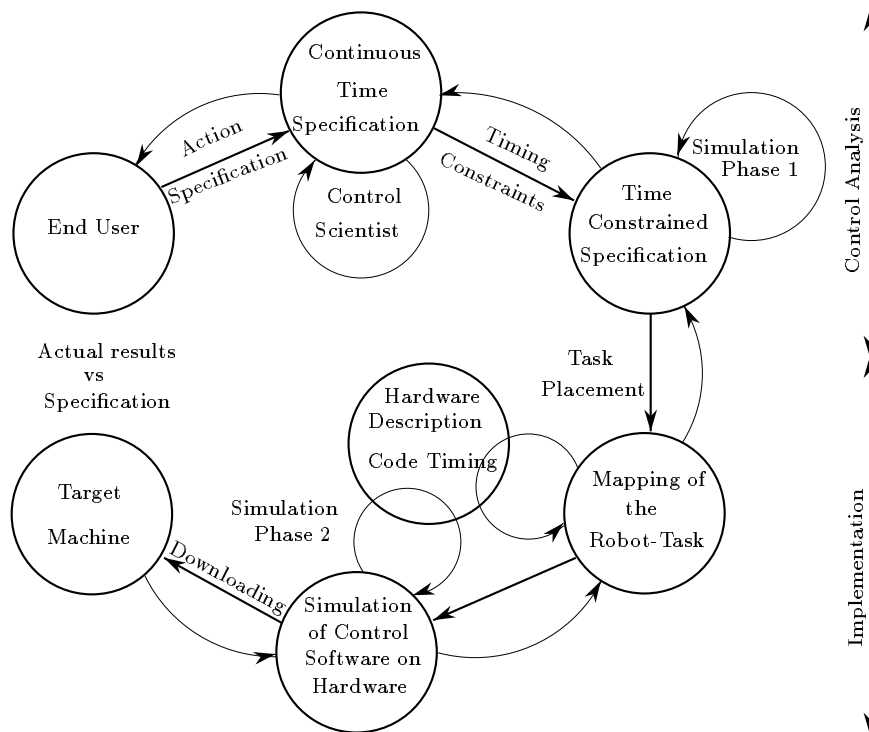 Continuous
Time
Specification
Action
Specification
End User
Control
Scientist
Timing
Constraints
Simulation
Phase 1
Time
Constrained
Specification
Control Analysis
Actual results
vs
Specification
Task
Placement
Hardware
Description
Code Timing
Mapping of
the
Robot-Task
Target
Machine
Simulation
Phase 2
Downloading
Simulation
of Control
Software on
Hardware
Implementation